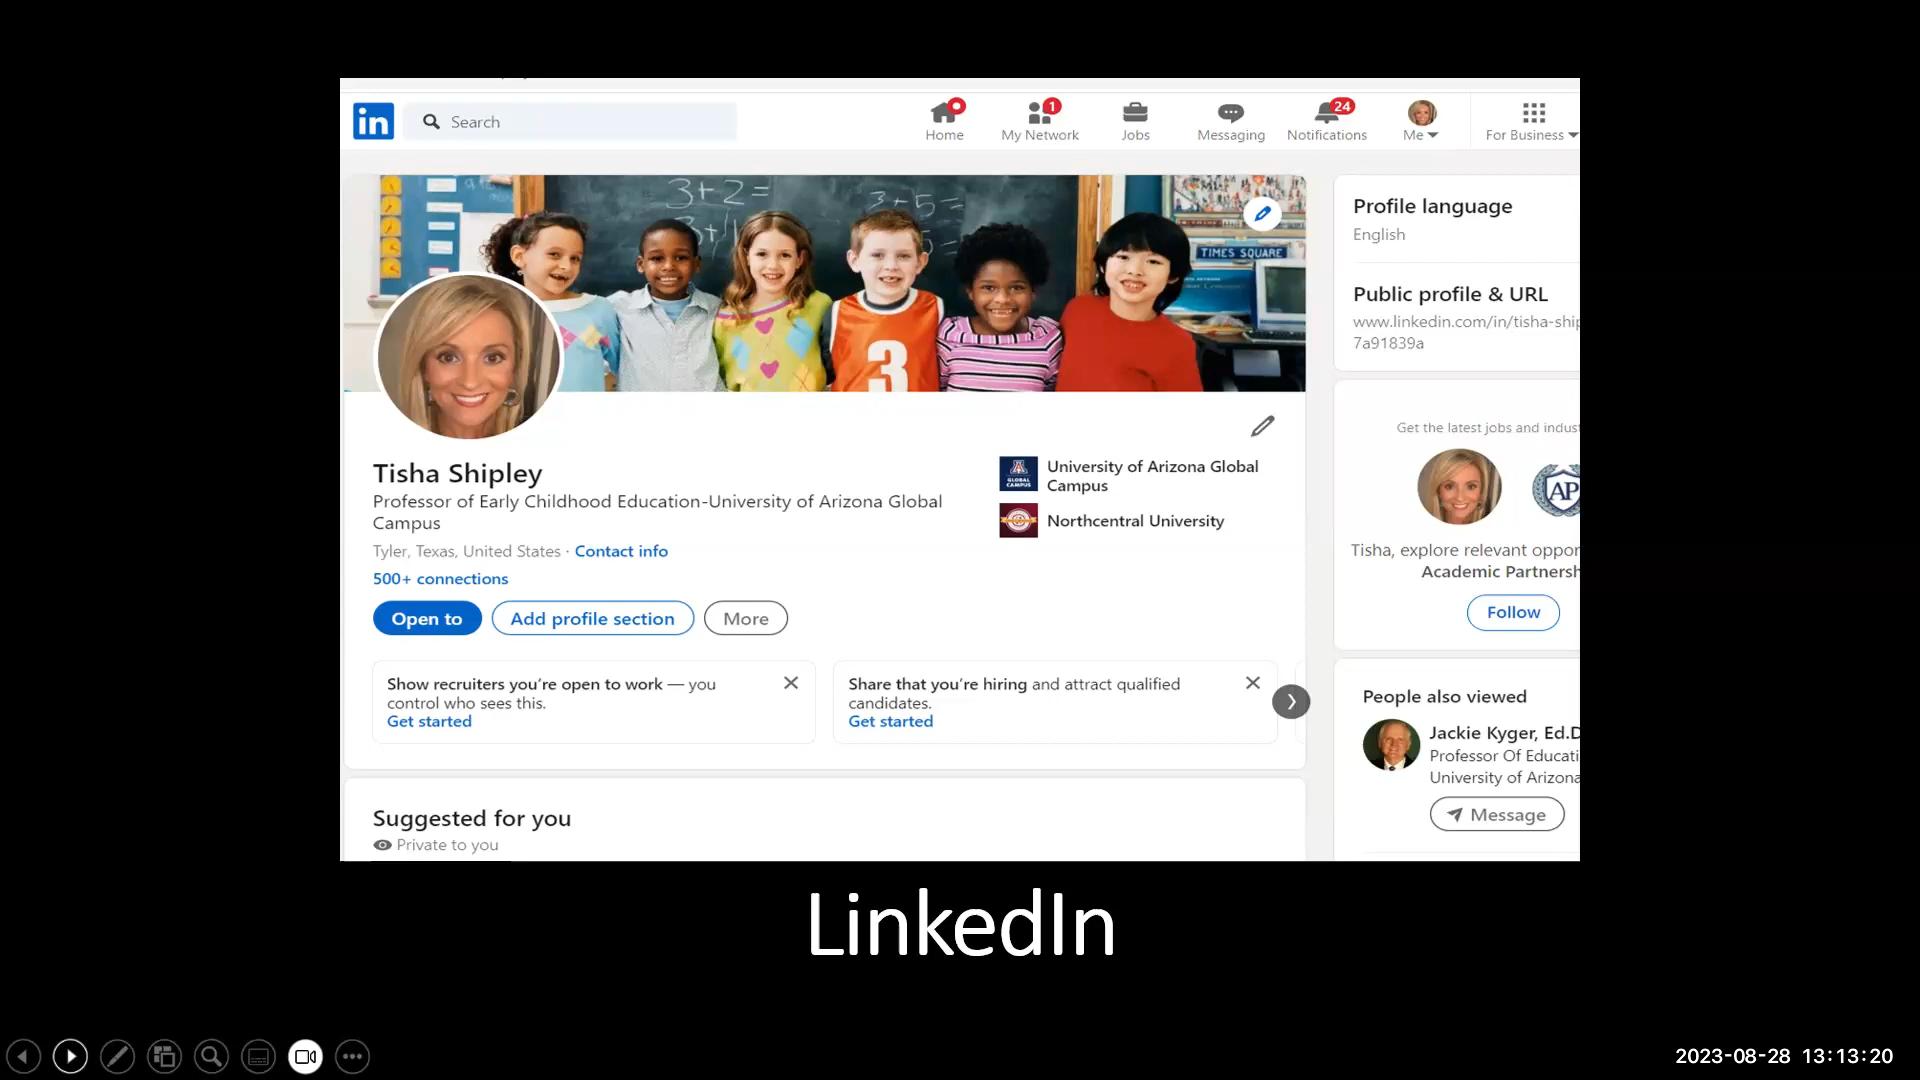 in
Search
Home
1
My Network
Jobs
Messaging
24
Notifications
Me
For Business
3+2=
3+5=
TIMES SQUARE
3
Profile language
English
Public profile & URL
www.linkedin.com/in/tisha-ship
7a91839a
Tisha Shipley
Professor of Early Childhood Education-University of Arizona Global
Campus
Tyler, Texas, United States · Contact info
500+ connections
Open to
Add profile section
More
GLOBAL
CAMPUS
University of Arizona Global
Campus
Northcentral University
Get the latest jobs and indust
AP
Tisha, explore relevant oppor
Academic Partnersh
Follow
Show recruiters you’re open to work — you
control who sees this.
Get started
Share that you’re hiring and attract qualified
candidates.
Get started
People also viewed
Jackie Kyger, Ed.D
Professor Of Educati
University of Arizona
Message
Suggested for you
Private to you
LinkedIn
2023-08-28 13:13:20